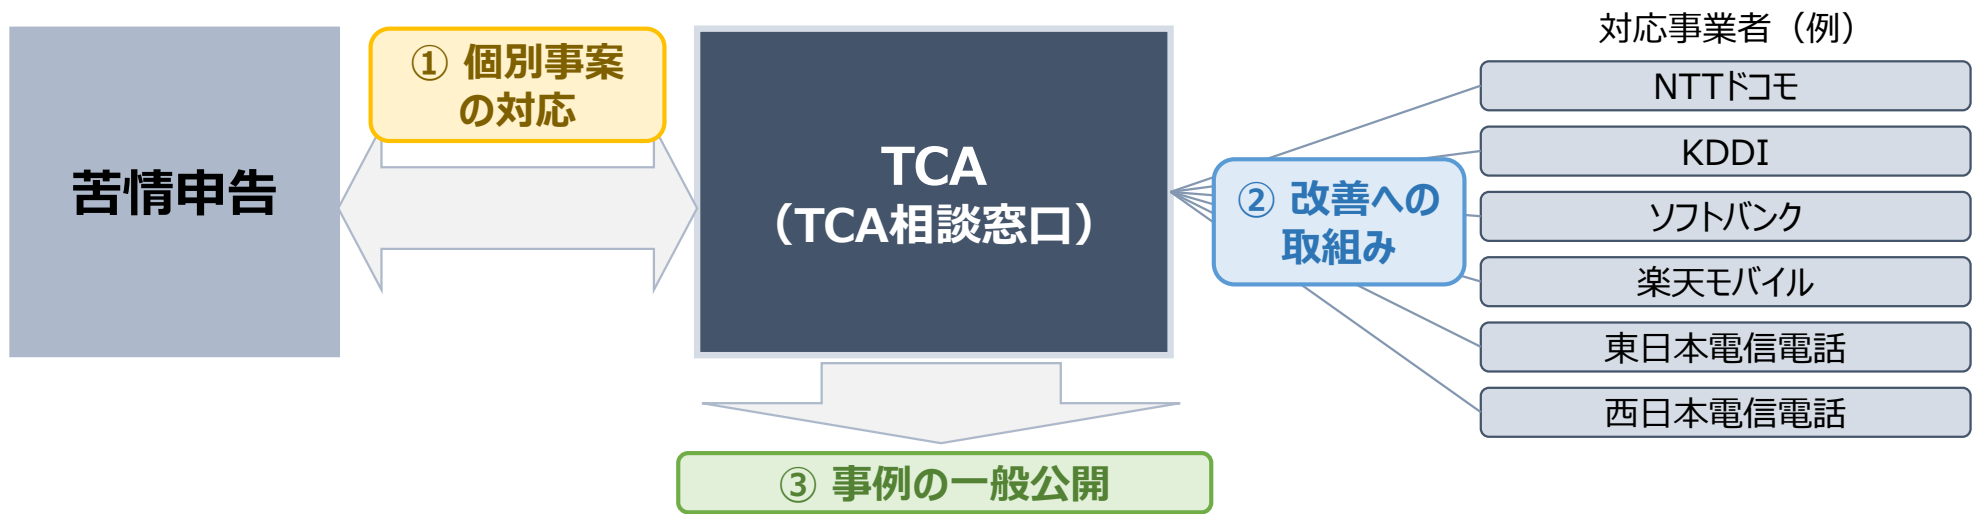 苦情申告
① 個別事案
の対応
TCA
（TCA相談窓口）
② 改善への
取組み
対応事業者（例）
NTTドコモ
KDDI
ソフトバンク
楽天モバイル
東日本電信電話
西日本電信電話
③ 事例の一般公開